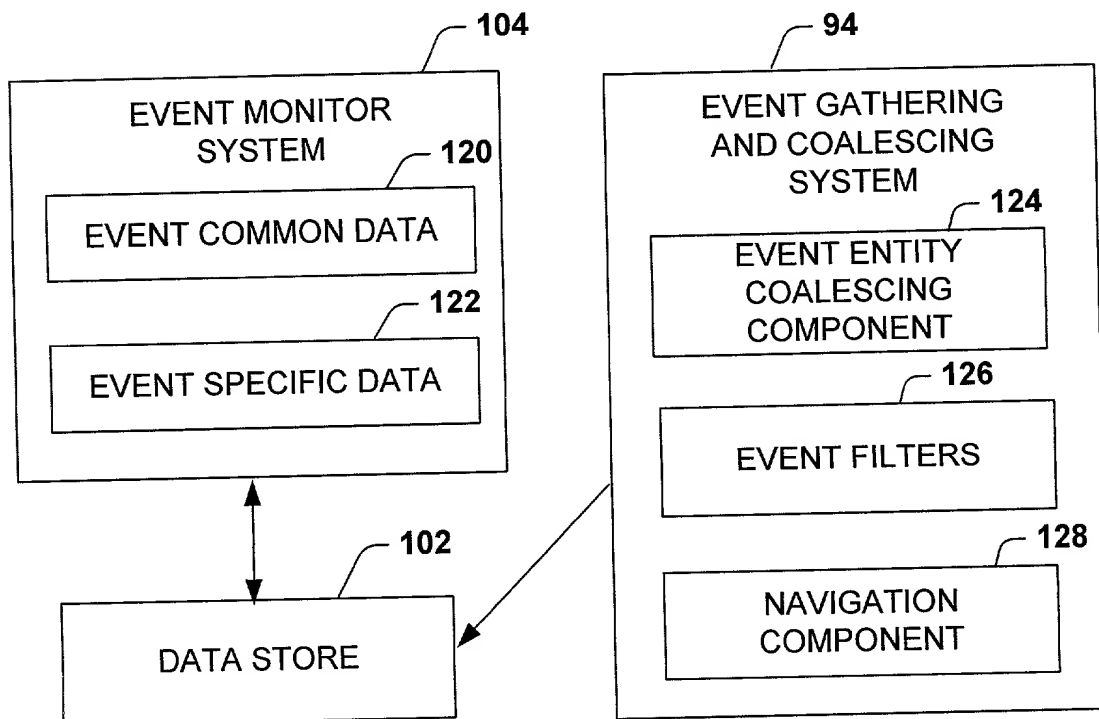 104
EVENT MONITOR
SYSTEM
120
EVENT COMMON DATA
122
EVENT SPECIFIC DATA
102
DATA STORE
94
EVENT GATHERING
AND COALESCING
SYSTEM
124
EVENT ENTITY
COALESCING
COMPONENT
126
EVENT FILTERS
128
NAVIGATION
COMPONENT